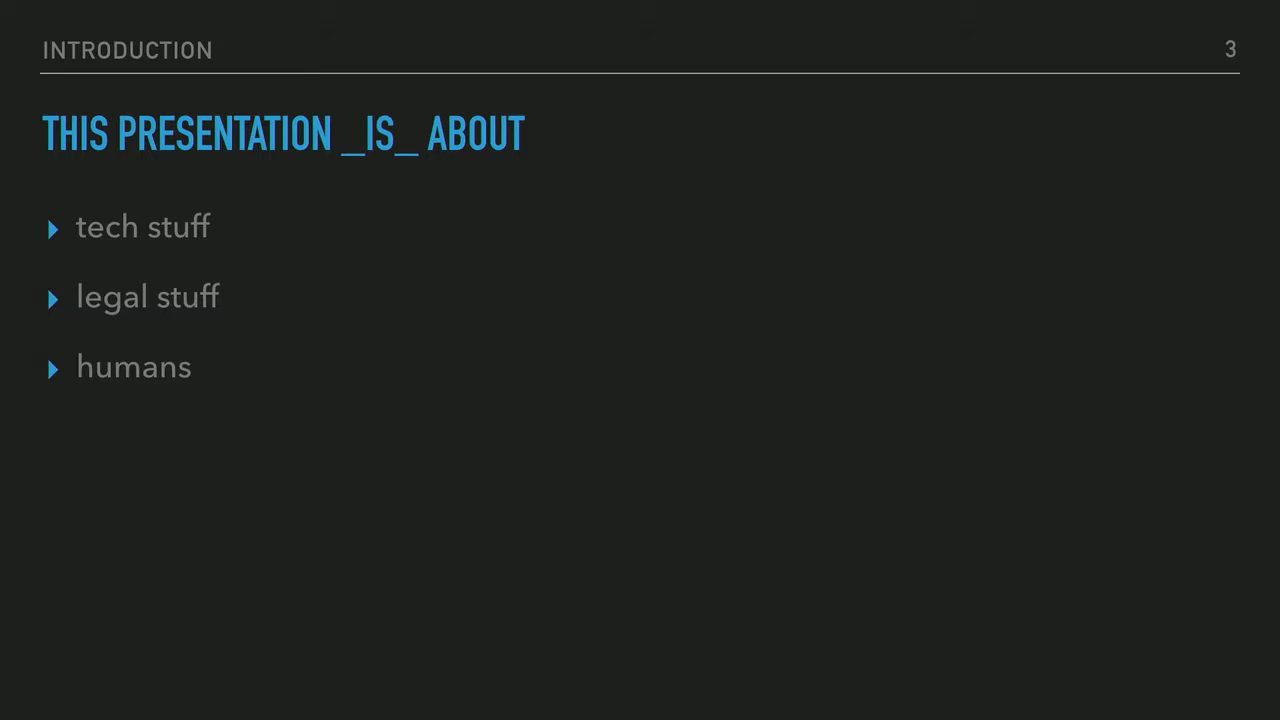 INTRODUCTION 3
THIS PRESENTATION _IS_ ABOUT
tech stuff
legal stuff
humans